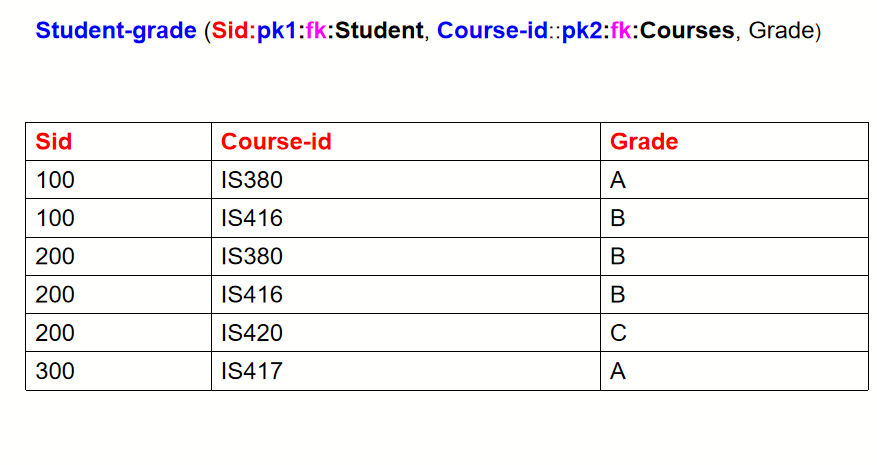 Student-grade (Sid:pk1:fk:Student, Course-id::pk2:fk:Courses, Grade)
Sid Course-id Grade
100 IS380 A
100 IS416 B
200 IS380 B
200 IS416 B
200 IS420 C
300 IS417 A